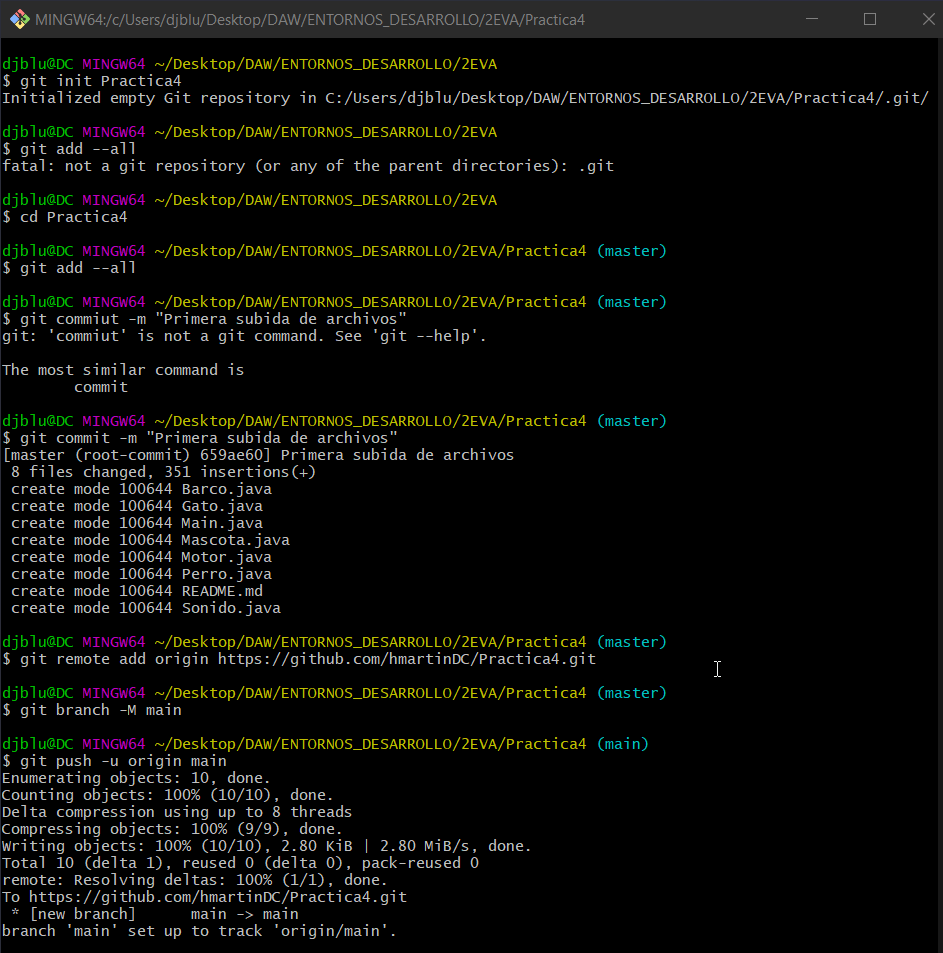 MINGW64:/c/Users/djblu/Desktop/DAW/ENTORNOS_DESARROLLO/2EVA/Practica4
djblu@DC MINGW64 ~/Desktop/DAW/ENTORNOS_DESARROLLO/2EVA
$ git init Practica4
Initialized empty Git repository in C:/Users/djblu/Desktop/DAW/ENTORNOS_DESARROLLO/2EVA/Practica4/.git/
djblu@DC MINGW64 ~/Desktop/DAW/ENTORNOS_DESARROLLO/2EVA
$ git add --all
fatal: not a git repository (or any of the parent directories): .git
djblu@DC MINGW64 ~/Desktop/DAW/ENTORNOS_DESARROLLO/2EVA
$ cd Practica4
djblu@DC MINGW64 ~/Desktop/DAW/ENTORNOS_DESARROLLO/2EVA/Practica4 (master)
$ git add --all
djblu@DC MINGW64 ~/Desktop/DAW/ENTORNOS_DESARROLLO/2EVA/Practica4 (master)
$ git commiut -m "Primera subida de archivos"
git: 'commiut' is not a git command. See 'git --help'.
The most similar command is
commit
djblu@DC MINGW64 ~/Desktop/DAW/ENTORNOS_DESARROLLO/2EVA/Practica4 (master)
$ git commit -m "Primera subida de archivos"
[master (root-commit) 659ae60] Primera subida de archivos
8 files changed, 351 insertions(+)
create mode 100644 Barco.java
create mode 100644 Gato.java
create mode 100644 Main.java
create mode 100644 Mascota.java
create mode 100644 Motor.java
create mode 100644 Perro.java
create mode 100644 README.md
create mode 100644 Sonido.java
djblu@DC MINGW64 ~/Desktop/DAW/ENTORNOS_DESARROLLO/2EVA/Practica4 (master)
$ git remote add origin https://github.com/hmartinDC/Practica4.git
djblu@DC MINGW64 ~/Desktop/DAW/ENTORNOS_DESARROLLO/2EVA/Practica4 (master)
$ git branch -M main
djblu@DC MINGW64 ~/Desktop/DAW/ENTORNOS_DESARROLLO/2EVA/Practica4 (main)
$ git push -u origin main
Enumerating objects: 10, done.
Counting objects: 100% (10/10), done.
Delta compression using up to 8 threads
Compressing objects: 100% (9/9), done.
Writing objects: 100% (10/10), 2.80 KiB | 2.80 MiB/s, done.
Total 10 (delta 1), reused 0 (delta 0), pack-reused 0
remote: Resolving deltas: 100% (1/1), done.
To https://github.com/hmartinDC/Practica4.git
* [new branch]      main -> main
branch 'main' set up to track 'origin/main'.